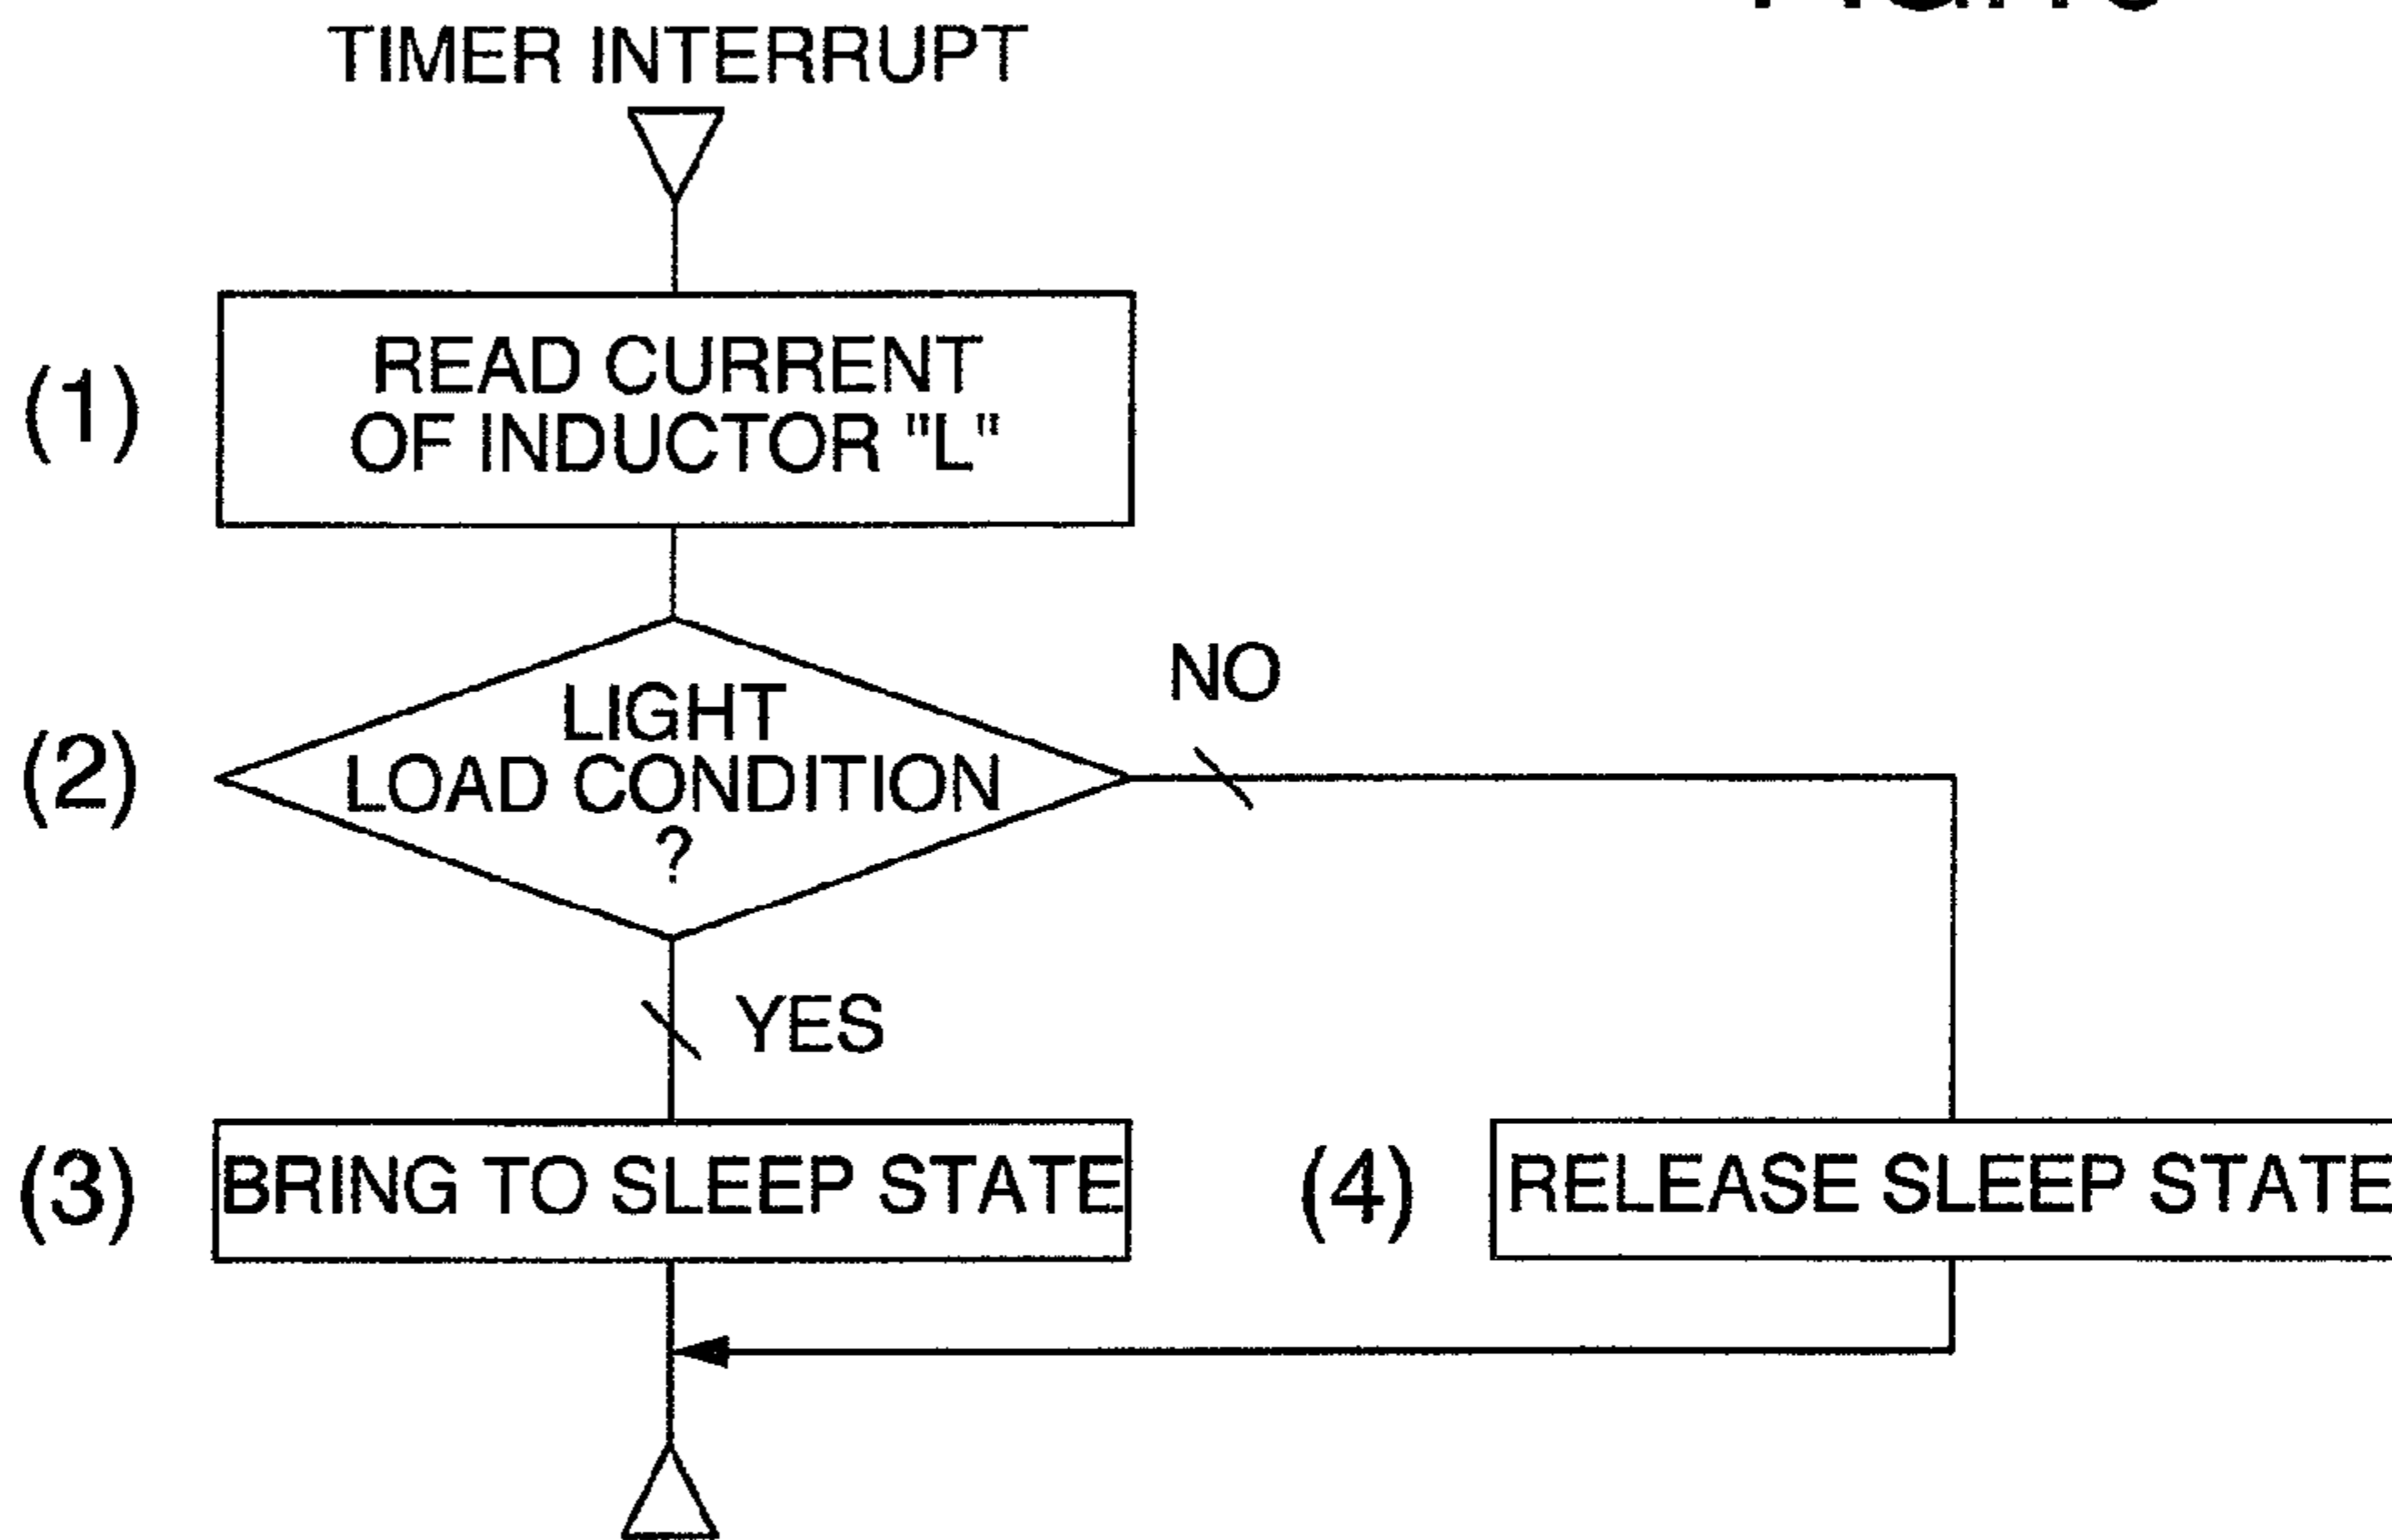 TIMER INTERRUPT
(1)
READ CURRENT
OF INDUCTOR "L"
(2)
LIGHT
LOAD CONDITION
?
NO
YES
(3)
BRING TO SLEEP STATE
(4)
RELEASE SLEEP STATE